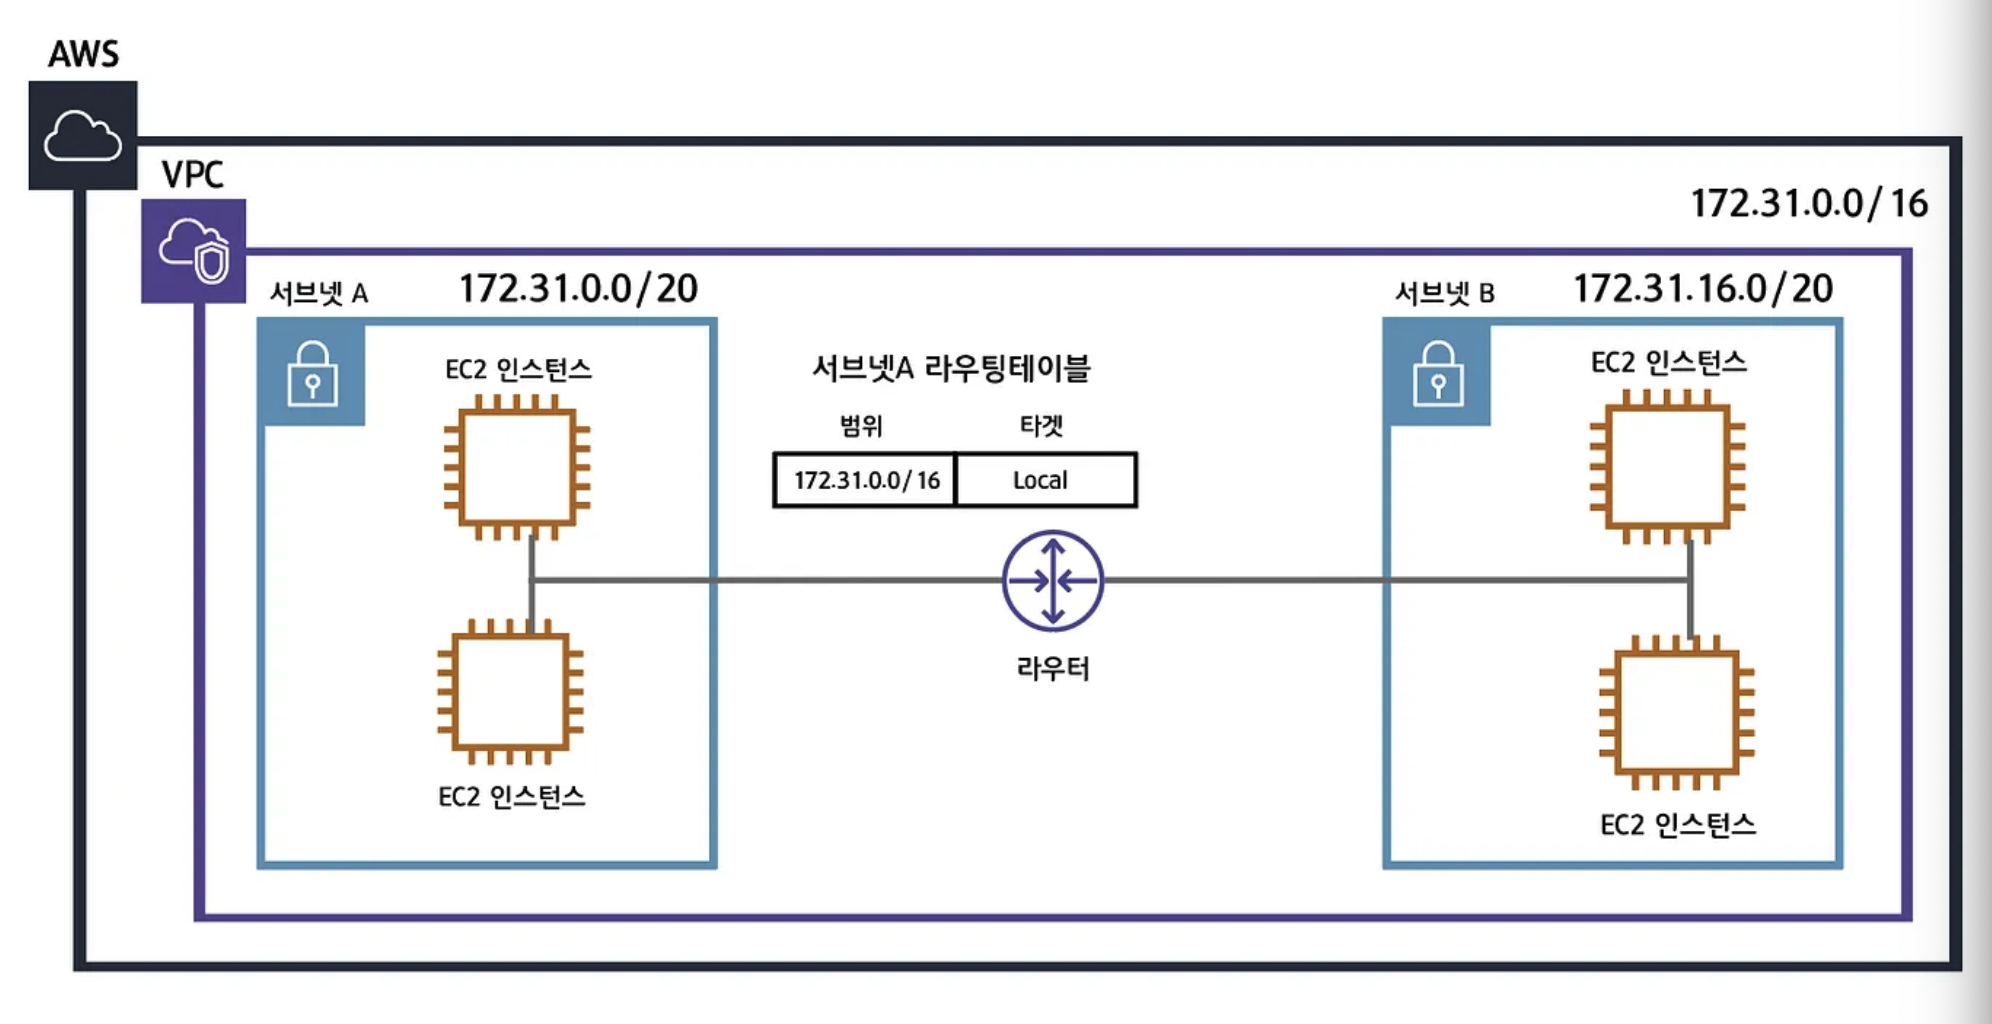 AWS
VPC
172.31.0.0/16
서브넷 A
172.31.0.0/20
서브넷 B
172.31.16.0/20
EC2 인스턴스
서브넷A 라우팅테이블
범위
타겟
172.31.0.0/16
Local
EC2 인스턴스
라우터
EC2 인스턴스
EC2 인스턴스